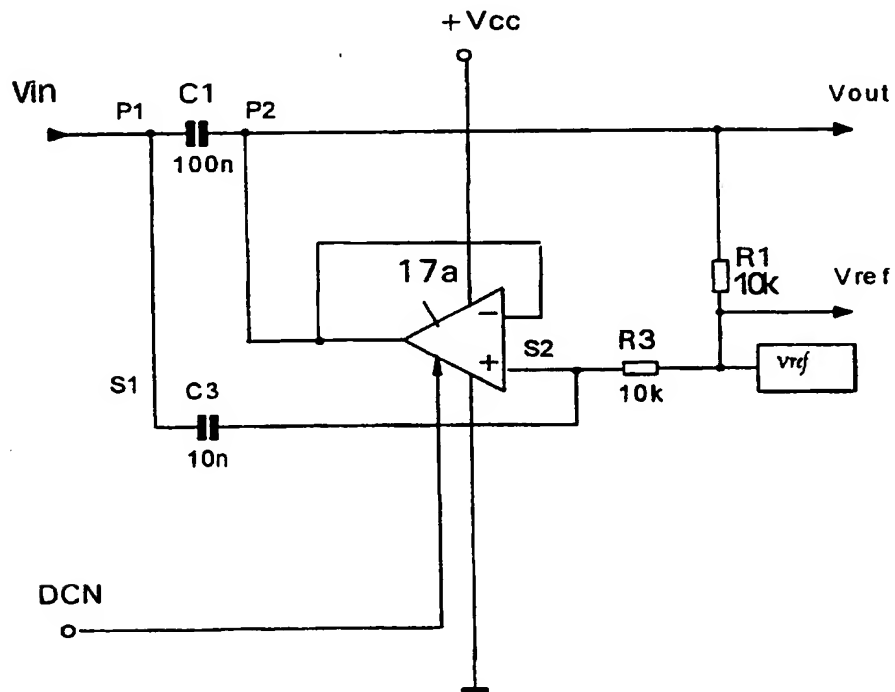 +Vcc
Vin
P1
C1
P2
Vout
100n
17a
R1
10k
Vref
−
+
S2
R3
vref
10k
S1
C3
10n
DCN